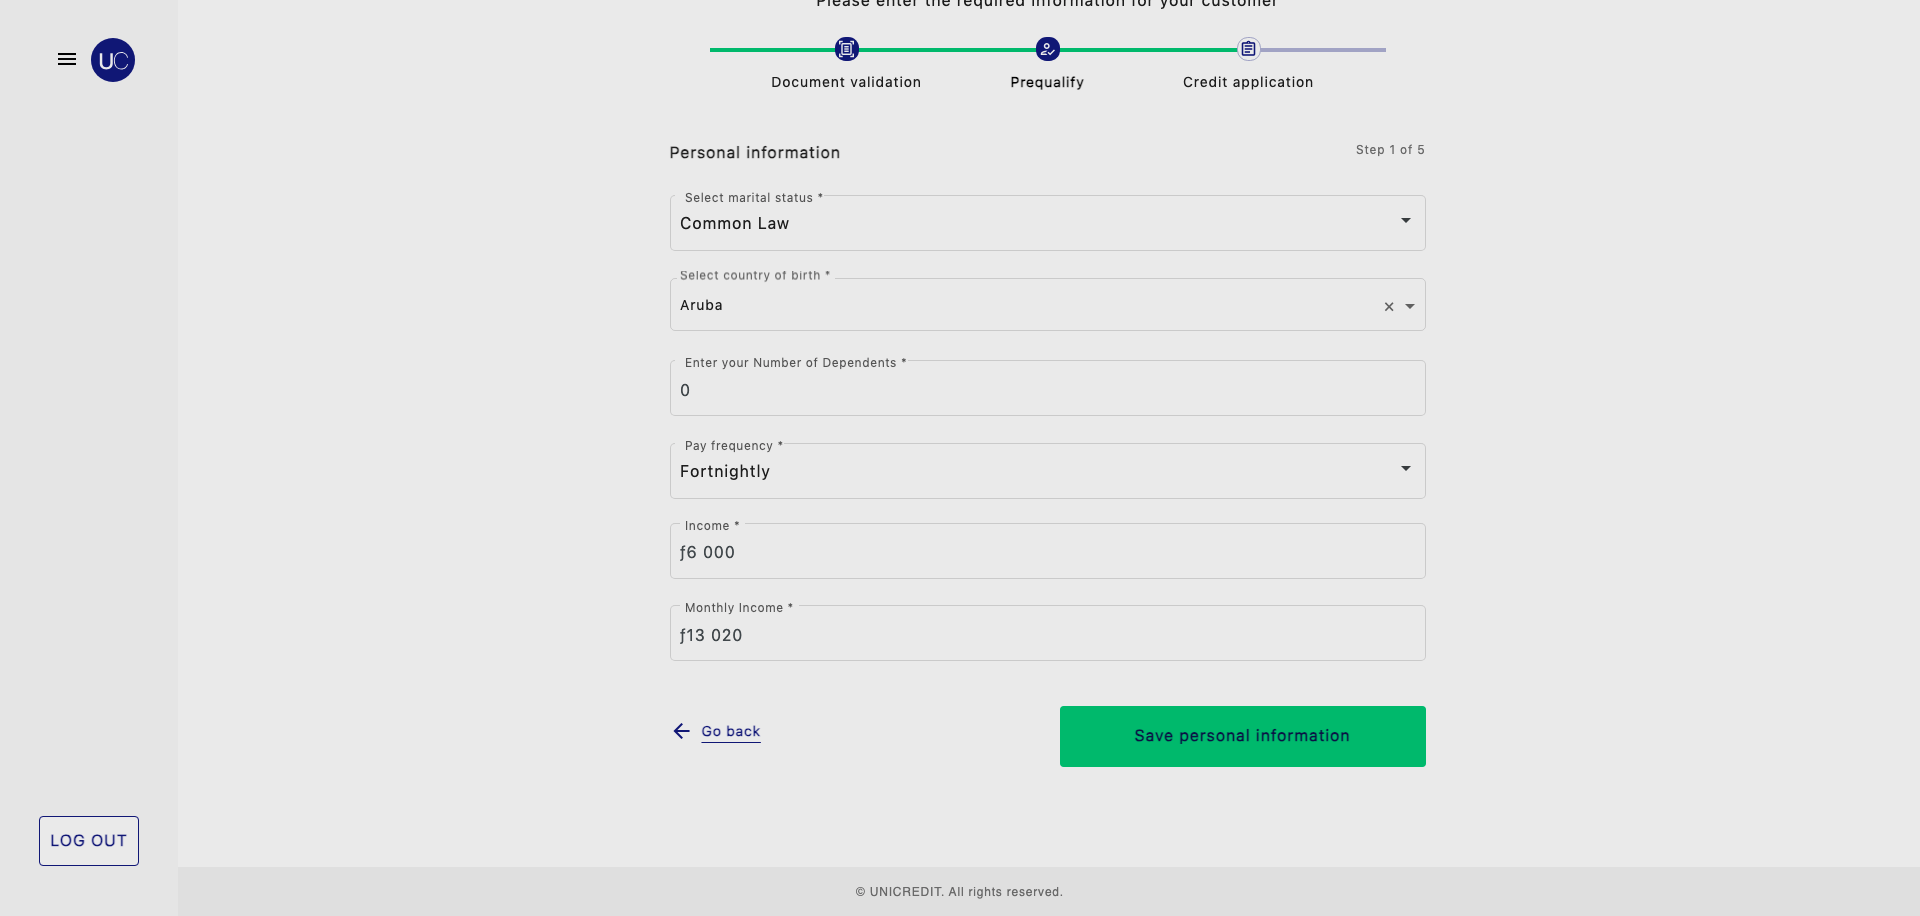 Please enter the required information for your customer
UC
Document validation
Prequalify
Credit application
Personal information
Step 1 of 5
Select marital status *
Common Law
Select country of birth *
Aruba
Enter your Number of Dependents *
0
Pay frequency *
Fortnightly
Income *
ƒ6 000
Monthly Income *
ƒ13 020
Go back
Save personal information
LOG OUT
© UNICREDIT. All rights reserved.